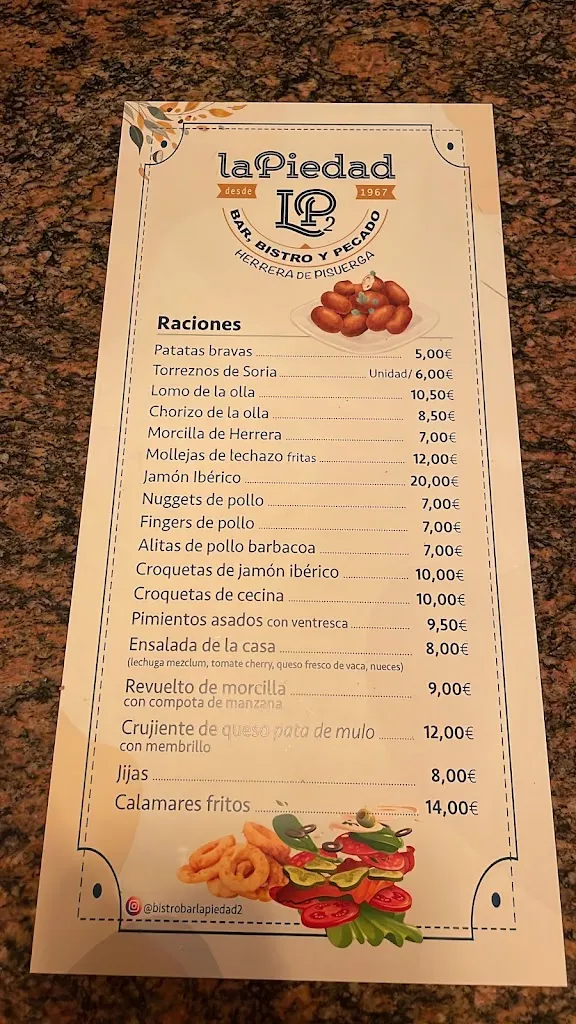 laPiedad
desde 1967
LP2
BAR, BISTRO Y PECADO
HERRERA DE PISUERGA
Raciones
Patatas bravas 5,00€
Torreznos de Soria Unidad/ 6,00€
Lomo de la olla 10,50€
Chorizo de la olla 8,50€
Morcilla de Herrera 7,00€
Mollejas de lechazo fritas 12,00€
Jamón Ibérico 20,00€
Nuggets de pollo 7,00€
Fingers de pollo 7,00€
Alitas de pollo barbacoa 7,00€
Croquetas de jamón ibérico 10,00€
Croquetas de cecina 10,00€
Pimientos asados con ventresca 9,50€
Ensalada de la casa 8,00€
(lechuga mezclum, tomate cherry, queso fresco de vaca, nueces)
Revuelto de morcilla 9,00€
con compota de manzana
Crujiente de queso pata de mulo 12,00€
con membrillo
Jijas 8,00€
Calamares fritos 14,00€
@bistrobarlapiedad2